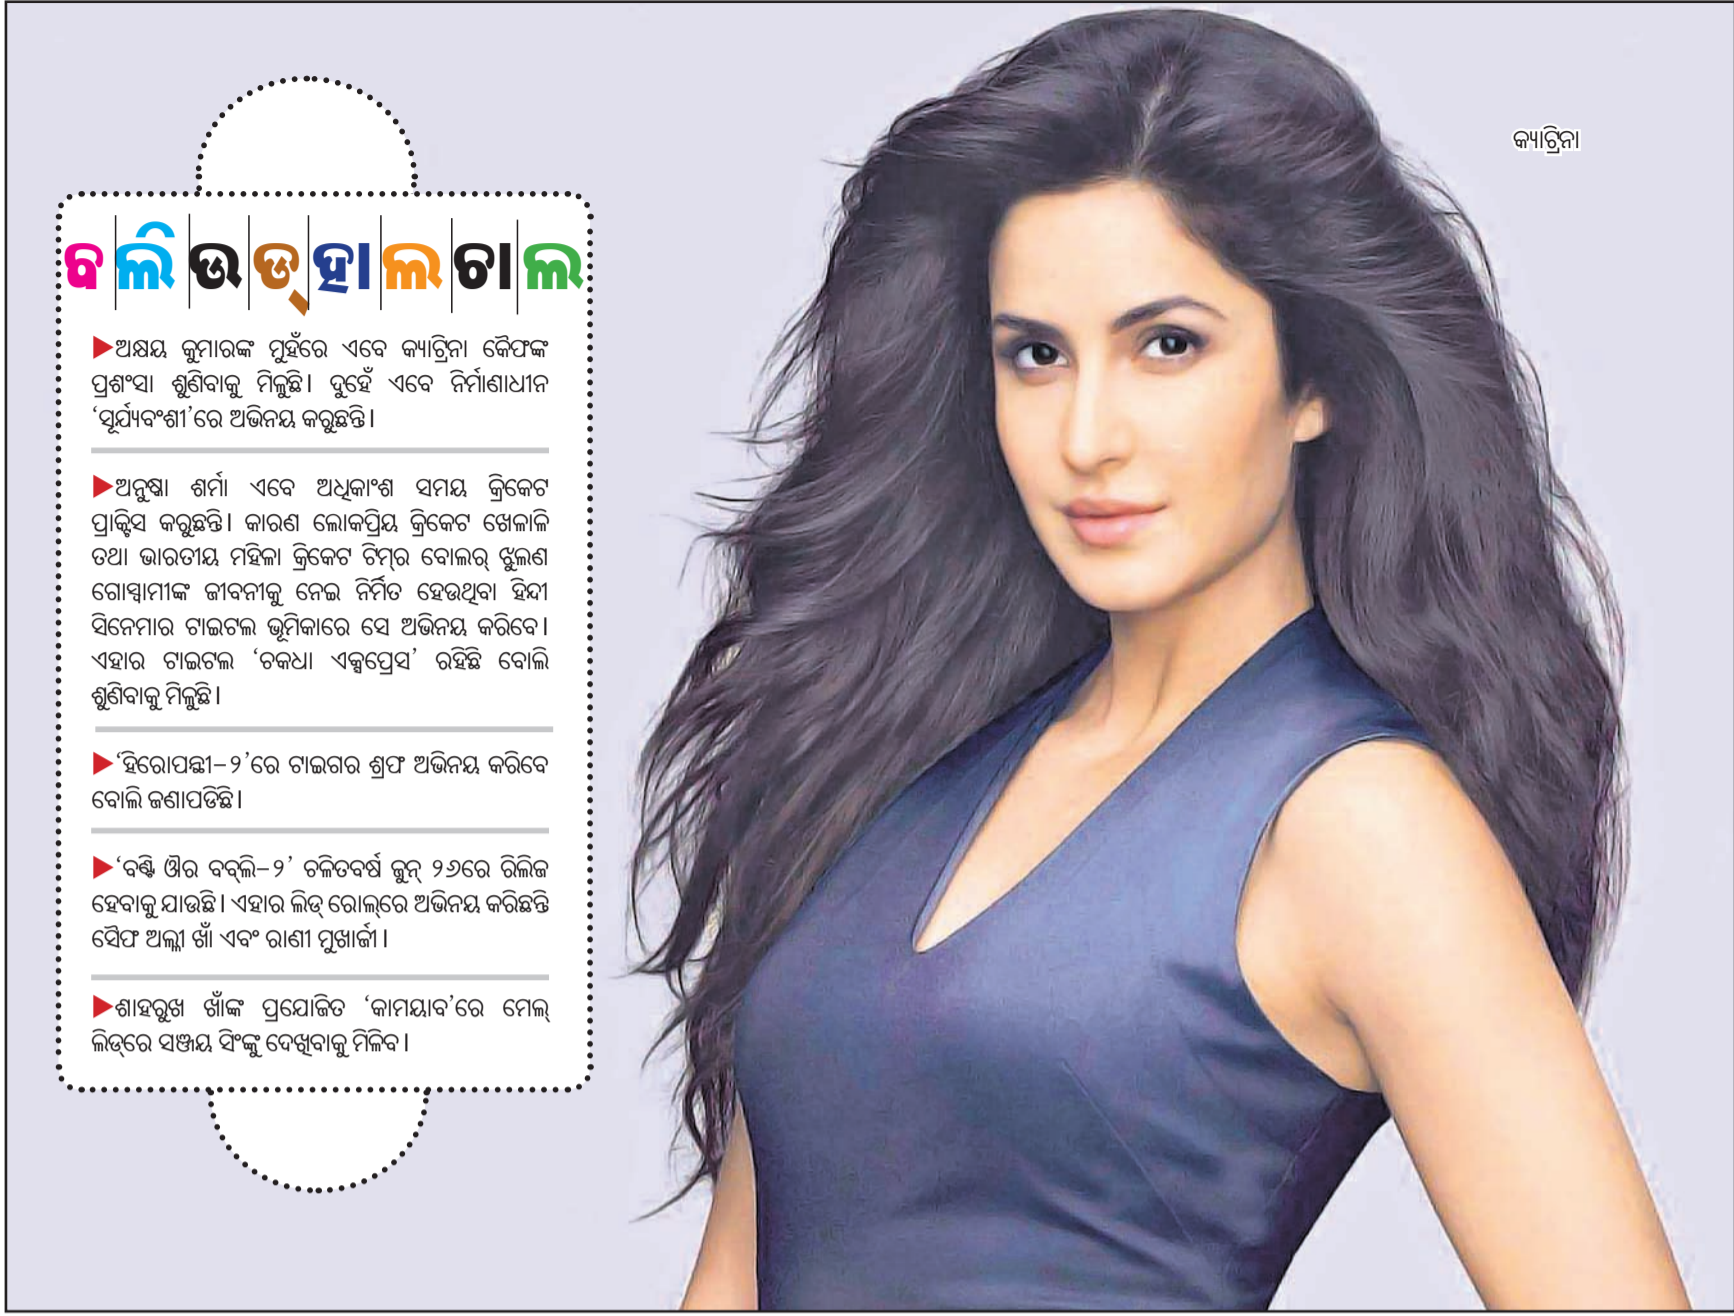 ବଲିଉଡ୍ ହାଲଚାଲ
▶ଅକ୍ଷୟ କୁମାରଙ୍କ ମୁହଁରେ ଏବେ କ୍ୟାଟ୍ରିନା କୈଫଙ୍କ
ପ୍ରଶଂସା ଶୁଣିବାକୁ ମିଳୁଛି। ଦୁହେଁ ଏବେ ନିର୍ମାଣାଧୀନ
‘ସୂର୍ଯ୍ୟବଂଶୀ’ରେ ଅଭିନୟ କରୁଛନ୍ତି।
▶ଅନୁଷ୍କା ଶର୍ମା ଏବେ ଅଧିକାଂଶ ସମୟ କ୍ରିକେଟ
ପ୍ରାକ୍ଟିସ କରୁଛନ୍ତି। କାରଣ ଲୋକପ୍ରିୟ କ୍ରିକେଟ ଖେଳାଳି
ତଥା ଭାରତୀୟ ମହିଳା କ୍ରିକେଟ ଟିମ୍‌ର ବୋଲର୍ ଝୁଲଣ
ଗୋସ୍ୱାମୀଙ୍କ ଜୀବନୀକୁ ନେଇ ନିର୍ମିତ ହେଉଥିବା ହିନ୍ଦୀ
ସିନେମାର ଟାଇଟଲ ଭୂମିକାରେ ସେ ଅଭିନୟ କରିବେ।
ଏହାର ଟାଇଟଲ ‘ଚକଧା ଏକ୍ସପ୍ରେସ’ ରହିଛି ବୋଲି
ଶୁଣିବାକୁ ମିଳୁଛି।
▶‘ହିରୋପନ୍ଥୀ–୨’ରେ ଟାଇଗର ଶ୍ରଫ ଅଭିନୟ କରିବେ
ବୋଲି ଜଣାପଡିଛି।
▶‘ବଣ୍ଟି ଔର ବବ୍‌ଲି–୨’ ଚଳିତବର୍ଷ ଜୁନ୍ ୨୬ରେ ରିଲିଜ
ହେବାକୁ ଯାଉଛି। ଏହାର ଲିଡ୍ ରୋଲ୍‌ରେ ଅଭିନୟ କରିଛନ୍ତି
ସୈଫ ଅଲ୍ଲୀ ଖାଁ ଏବଂ ରାଣୀ ମୁଖାର୍ଜୀ।
▶ଶାହରୁଖ ଖାଁଙ୍କ ପ୍ରଯୋଜିତ ‘କାମୟାବ’ରେ ମେଲ୍
ଲିଡ୍‌ରେ ସଞ୍ଜୟ ସିଂଙ୍କୁ ଦେଖିବାକୁ ମିଳିବ।
କ୍ୟାଟ୍ରିନା